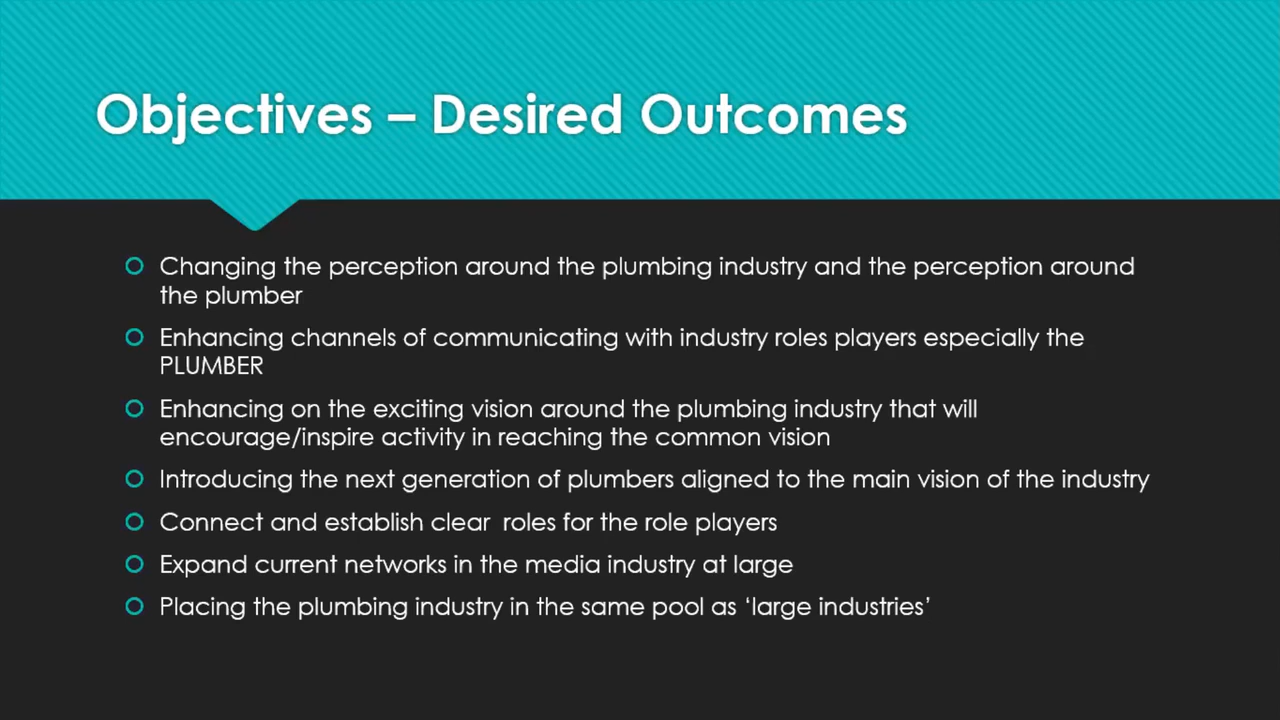 Objectives – Desired Outcomes
Changing the perception around the plumbing industry and the perception around
the plumber
Enhancing channels of communicating with industry roles players especially the
PLUMBER
Enhancing on the exciting vision around the plumbing industry that will
encourage/inspire activity in reaching the common vision
Introducing the next generation of plumbers aligned to the main vision of the industry
Connect and establish clear  roles for the role players
Expand current networks in the media industry at large
Placing the plumbing industry in the same pool as ‘large industries’